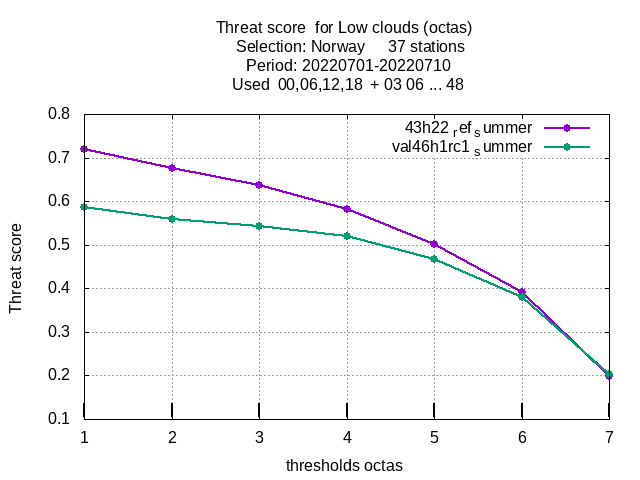 Threat score  for Low clouds (octas)
Selection: Norway     37 stations
Period: 20220701-20220710
Used  00,06,12,18  + 03 06 ... 48
43h22 ref summer
val46h1rc1 summer
0.8
0.7
0.6
0.5
0.4
0.3
0.2
0.1
Threat score
1 2 3 4 5 6 7
thresholds octas